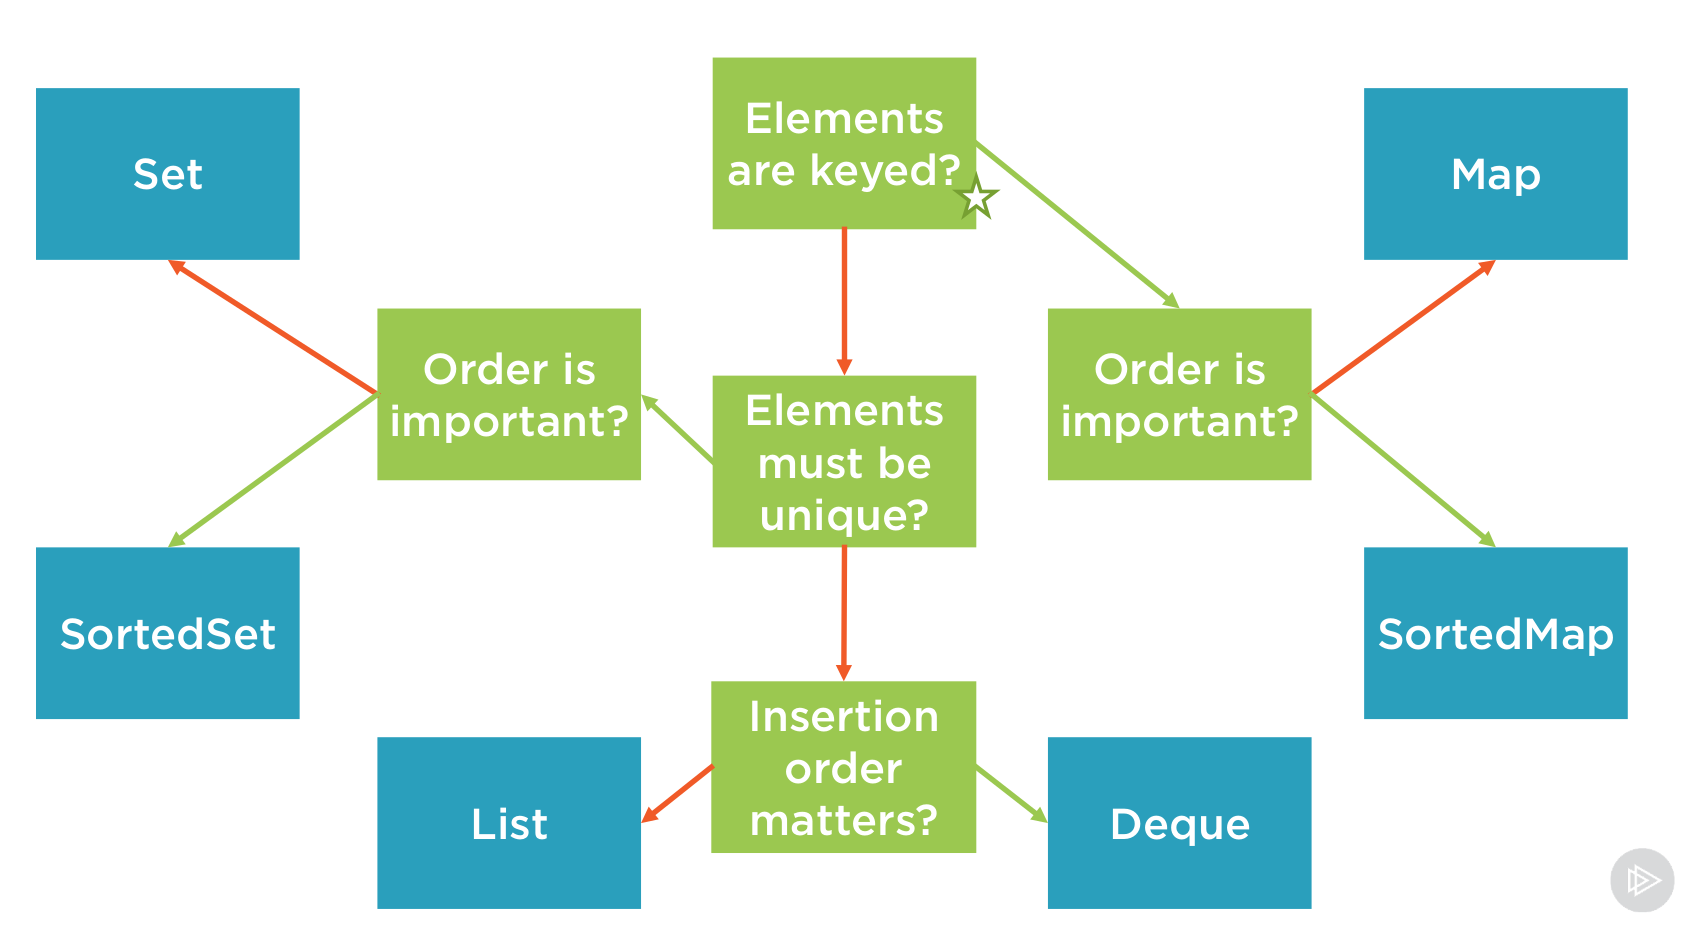 Elements
are keyed?
Set
Map
Order is
important?
Order is
important?
Elements
must be
unique?
SortedSet
SortedMap
Insertion
order
matters?
List
Deque